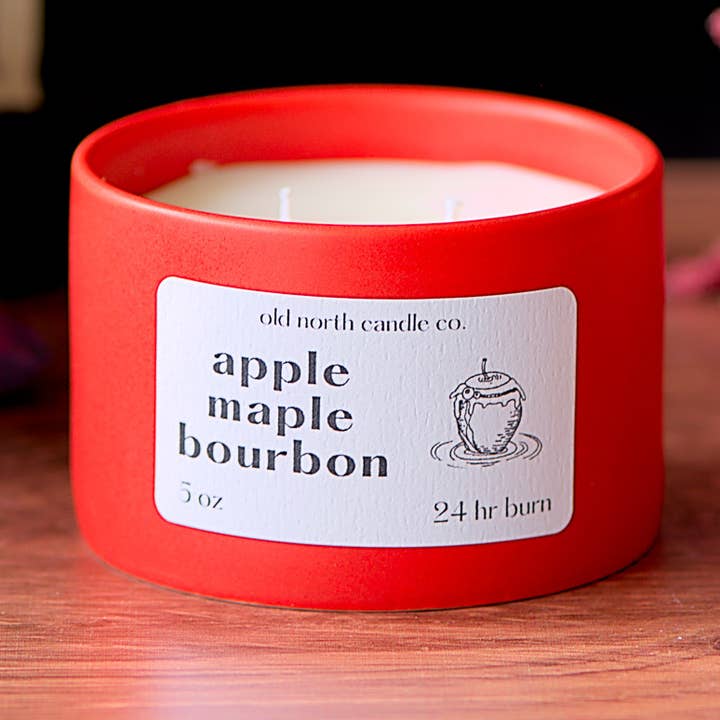 old north candle co.
apple
maple
bourbon
5 oz
24 hr burn